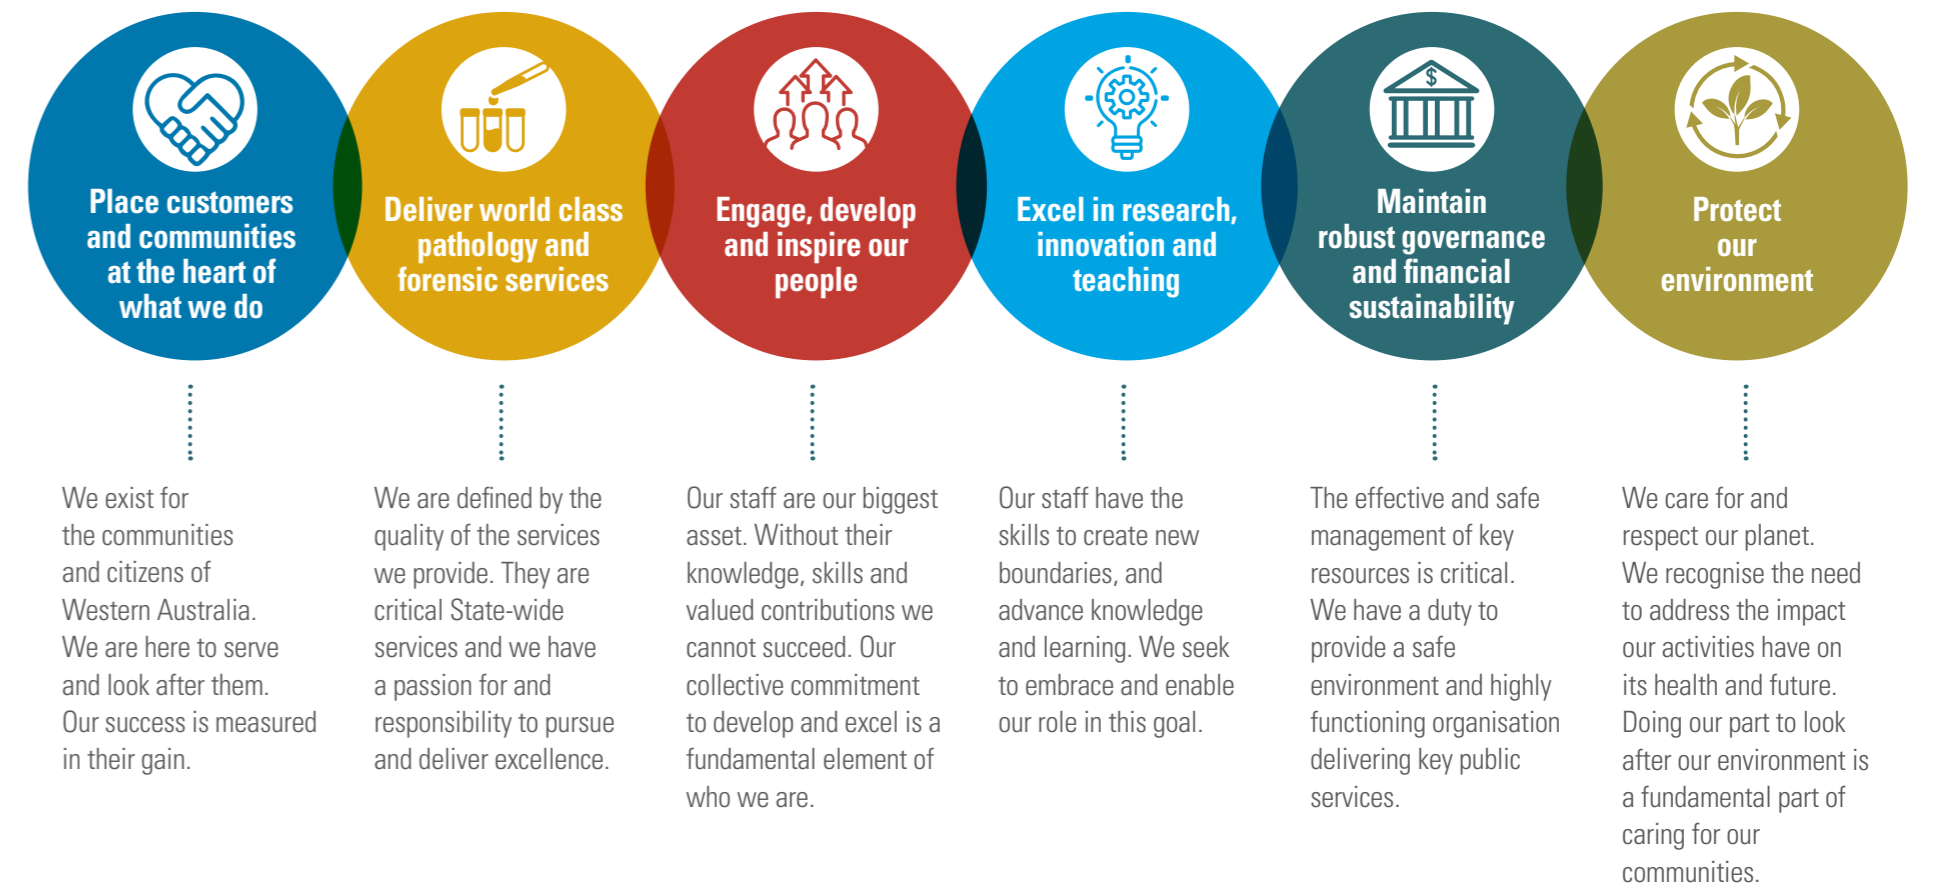 $
Place customers
and communities
at the heart of
what we do
Deliver world class
pathology and
forensic services
Engage, develop
and inspire our
people
Excel in research,
innovation and
teaching
Maintain
robust governance
and financial
sustainability
Protect
our
environment
We exist for
the communities
and citizens of
Western Australia.
We are here to serve
and look after them.
Our success is measured
in their gain.
We are defined by the
quality of the services
we provide. They are
critical State-wide
services and we have
a passion for and
responsibility to pursue
and deliver excellence.
Our staff are our biggest
asset. Without their
knowledge, skills and
valued contributions we
cannot succeed. Our
collective commitment
to develop and excel is a
fundamental element of
who we are.
Our staff have the
skills to create new
boundaries, and
advance knowledge
and learning. We seek
to embrace and enable
our role in this goal.
The effective and safe
management of key
resources is critical.
We have a duty to
provide a safe
environment and highly
functioning organisation
delivering key public
services.
We care for and
respect our planet.
We recognise the need
to address the impact
our activities have on
its health and future.
Doing our part to look
after our environment is
a fundamental part of
caring for our
communities.